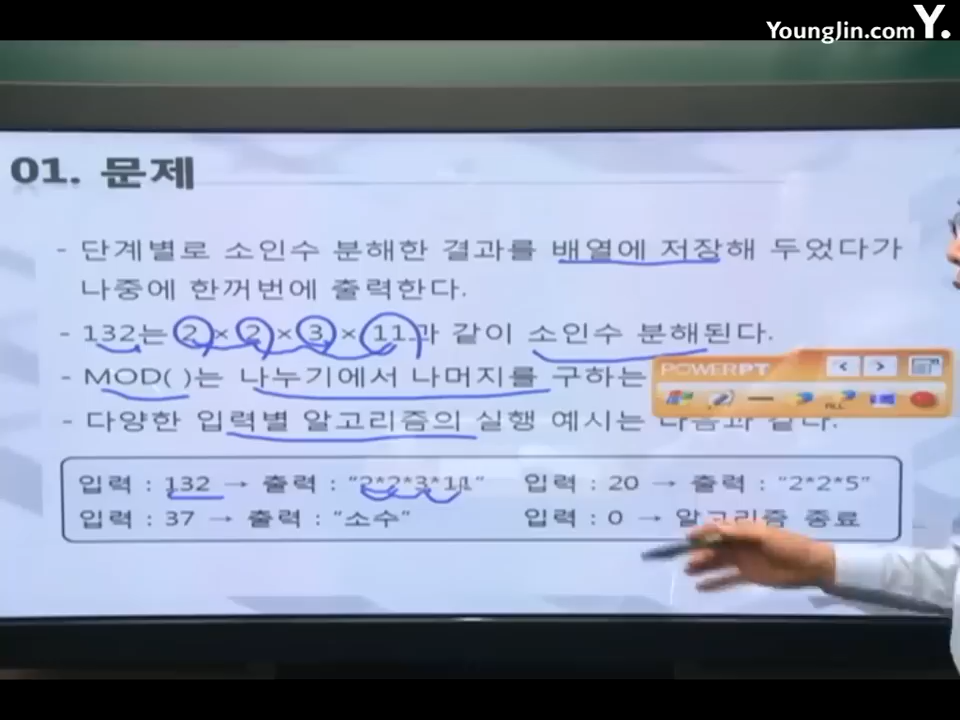 YoungJin.com Y.
01. 문제
- 단계별로 소인수 분해한 결과를 배열에 저장해 두었다가
나중에 한꺼번에 출력한다.
- 132는 2 × 2 × 3 × 11과 같이 소인수 분해된다.
- MOD( )는 나누기에서 나머지를 구하는
POWERPT
ALL
- 다양한 입력별 알고리즘의 실행 예시는 다음과 같다.
입력 : 132 → 출력 : "2*2*3*11" 입력 : 20 → 출력 : "2*2*5"
입력 : 37 → 출력 : "소수" 입력 : 0 → 알고리즘 종료